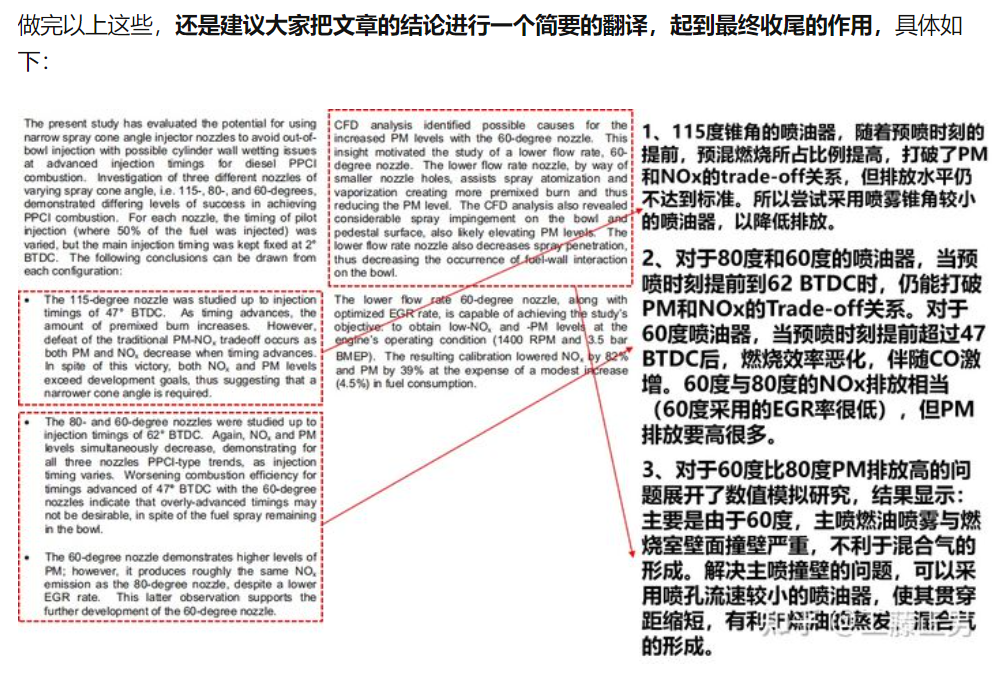 做完以上这些，还是建议大家把文章的结论进行一个简要的翻译，起到最终收尾的作用，具体如
下：
The present study has evaluated the potential for using
narrow spray cone angle injector nozzles to avoid out-of-
bowl injection with possible cylinder wall wetting issues
at advanced injection timings for diesel PPCI
combustion. Investigation of three different nozzles of
varying spray cone angle, i.e. 115-, 80-, and 60-degrees,
demonstrated differing levels of success in achieving
PPCI combustion. For each nozzle, the timing of pilot
injection (where 50% of the fuel was injected) was
varied, but the main injection timing was kept fixed at 2°
BTDC. The following conclusions can be drawn from
each configuration:
• The 115-degree nozzle was studied up to injection
timings of 47° BTDC. As timing advances, the
amount of premixed burn increases. However,
defeat of the traditional PM-NOx tradeoff occurs as
both PM and NOx decrease when timing advances.
In spite of this victory, both NOx and PM levels
exceed development goals, thus suggesting that a
narrower cone angle is required.
• The 80- and 60-degree nozzles were studied up to
injection timings of 62° BTDC. Again, NOx and PM
levels simultaneously decrease, demonstrating for
all three nozzles PPCI-type trends, as injection
timing varies. Worsening combustion efficiency for
timings advanced of 47° BTDC with the 60-degree
nozzles indicate that overly-advanced timings may
not be desirable, in spite of the fuel spray remaining
in the bowl.
• The 60-degree nozzle demonstrates higher levels of
PM; however, it produces roughly the same NOx
emission as the 80-degree nozzle, despite a lower
EGR rate. This latter observation supports the
further development of the 60-degree nozzle.
CFD analysis identified possible causes for the
increased PM levels with the 60-degree nozzle. This
insight motivated the study of a lower flow rate, 60-
degree nozzle. The lower flow rate nozzle, by way of
smaller nozzle holes, assists spray atomization and
vaporization creating more premixed burn and thus
reducing the PM level. The CFD analysis also revealed
considerable spray impingement on the bowl and
pedestal surface, also likely elevating PM levels. The
lower flow rate nozzle also decreases spray penetration,
thus decreasing the occurrence of fuel-wall interaction
on the bowl.
The lower flow rate 60-degree nozzle, along with
optimized EGR rate, is capable of achieving the study's
objective: to obtain low-NOx and -PM levels at the
engine's operating condition (1400 RPM and 3.5 bar
BMEP). The resulting calibration lowered NOx by 82%
and PM by 39% at the expense of a modest increase
(4.5%) in fuel consumption.
1、115度锥角的喷油器，随着预喷时刻的
提前，预混燃烧所占比例提高，打破了PM
和NOx的trade-off关系，但排放水平仍
不达到标准。所以尝试采用喷雾锥角较小
的喷油器，以降低排放。
2、对于80度和60度的喷油器，当预
喷时刻提前到62 BTDC时，仍能打破
PM和NOx的Trade-off关系。对于
60度喷油器，当预喷时刻提前超过47
BTDC后，燃烧效率恶化，伴随CO激
增。60度与80度的NOx排放相当
（60度采用的EGR率很低），但PM
排放要高很多。
3、对于60度比80度PM排放高的问
题展开了数值模拟研究，结果显示：
主要是由于60度，主喷燃油喷雾与燃
烧室壁面撞壁严重，不利于混合气的
形成。解决主喷撞壁的问题，可以采
用喷孔流速较小的喷油器，使其贯穿
距缩短，有利于燃油的蒸发，混合气
的形成。